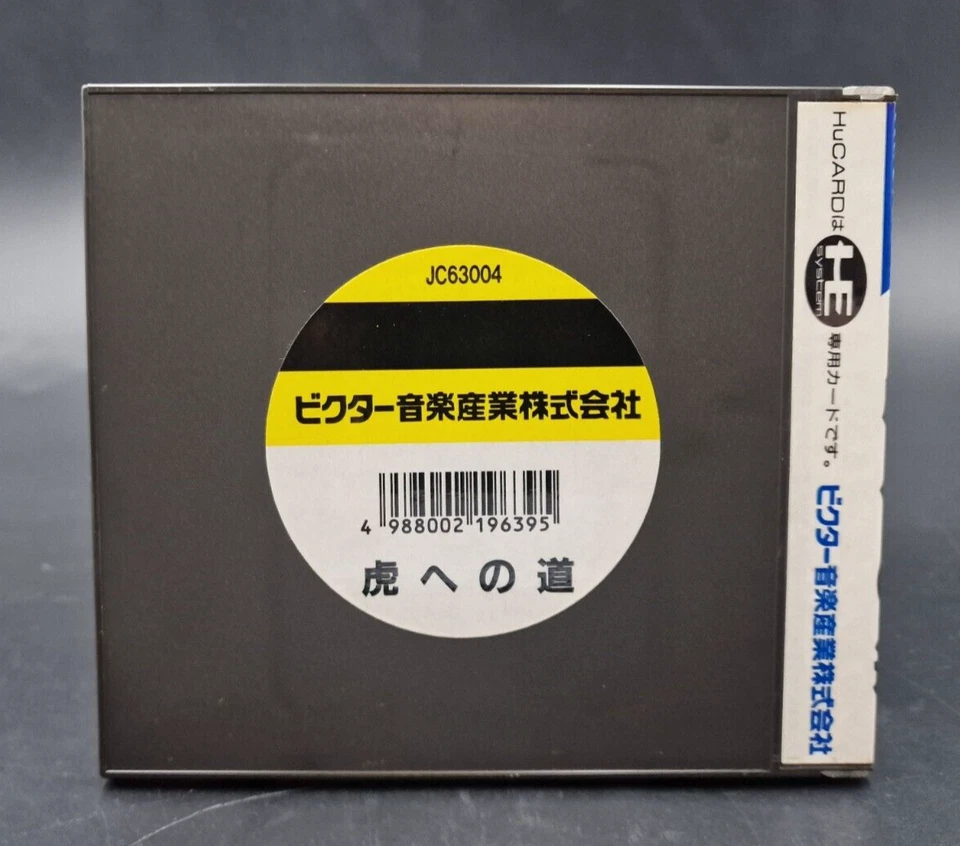 JC63004
ビクター音楽産業株式会社
4 988002 196395
虎への道
HuCARDは HE system 専用カードです。 ビクター音楽産業株式会社